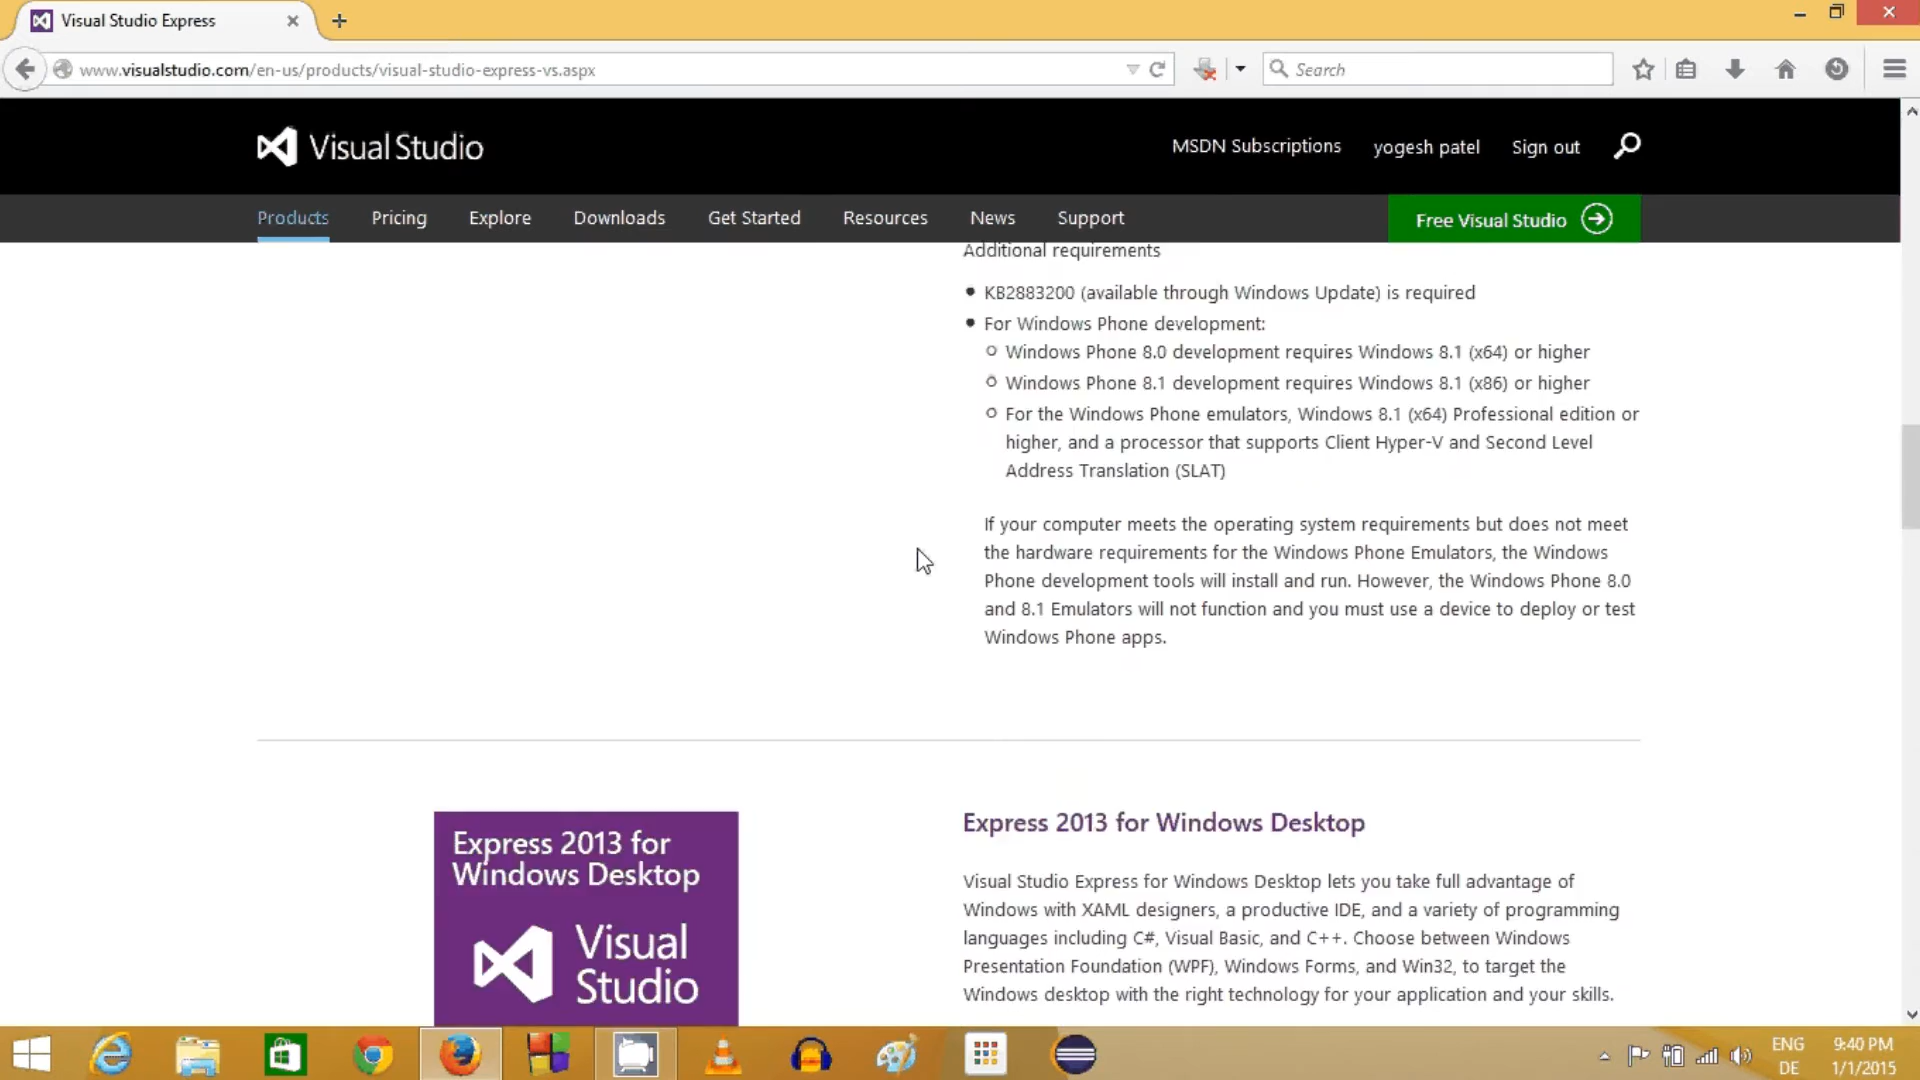 Visual Studio Express
www.visualstudio.com/en-us/products/visual-studio-express-vs.aspx
Search
Visual Studio
MSDN Subscriptions
yogesh patel
Sign out
Products
Pricing
Explore
Downloads
Get Started
Resources
News
Support
Free Visual Studio
Additional requirements
KB2883200 (available through Windows Update) is required
For Windows Phone development:
Windows Phone 8.0 development requires Windows 8.1 (x64) or higher
Windows Phone 8.1 development requires Windows 8.1 (x86) or higher
For the Windows Phone emulators, Windows 8.1 (x64) Professional edition or
higher, and a processor that supports Client Hyper-V and Second Level
Address Translation (SLAT)
If your computer meets the operating system requirements but does not meet
the hardware requirements for the Windows Phone Emulators, the Windows
Phone development tools will install and run. However, the Windows Phone 8.0
and 8.1 Emulators will not function and you must use a device to deploy or test
Windows Phone apps.
Express 2013 for
Windows Desktop
Visual
Studio
Express 2013 for Windows Desktop
Visual Studio Express for Windows Desktop lets you take full advantage of
Windows with XAML designers, a productive IDE, and a variety of programming
languages including C#, Visual Basic, and C++. Choose between Windows
Presentation Foundation (WPF), Windows Forms, and Win32, to target the
Windows desktop with the right technology for your application and your skills.
ENG
DE
9:40 PM
1/1/2015